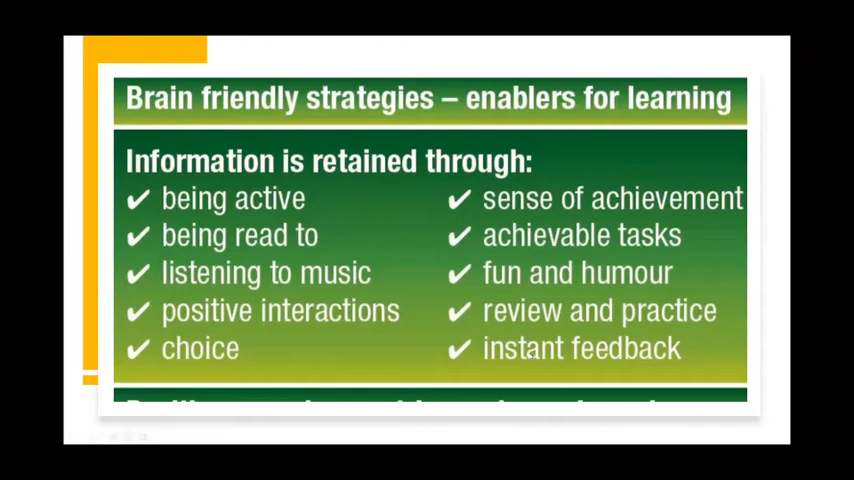 Brain friendly strategies – enablers for learning
Information is retained through:
✔ being active
✔ being read to
✔ listening to music
✔ positive interactions
✔ choice
✔ sense of achievement
✔ achievable tasks
✔ fun and humour
✔ review and practice
✔ instant feedback